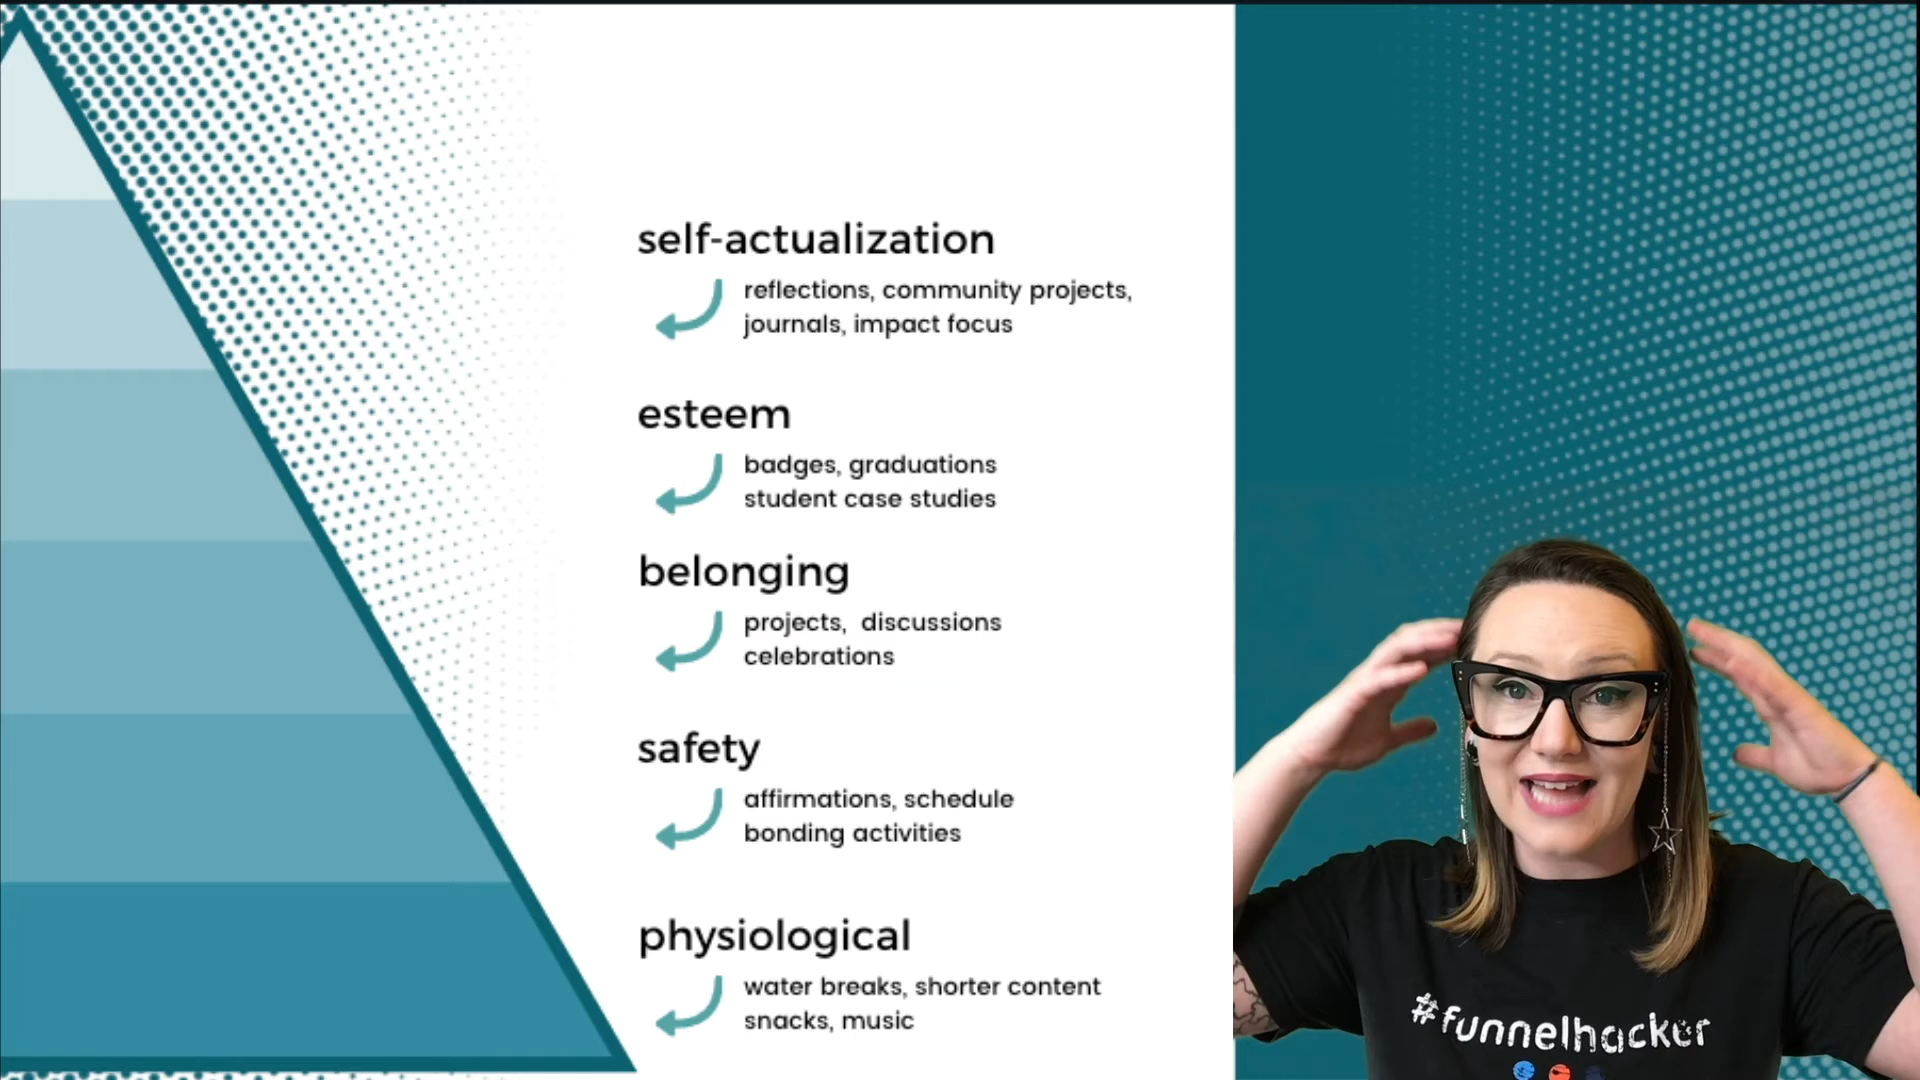 self-actualization
reflections, community projects,
journals, impact focus
esteem
badges, graduations
student case studies
belonging
projects, discussions
celebrations
safety
affirmations, schedule
bonding activities
physiological
water breaks, shorter content
snacks, music
#funnelhacker